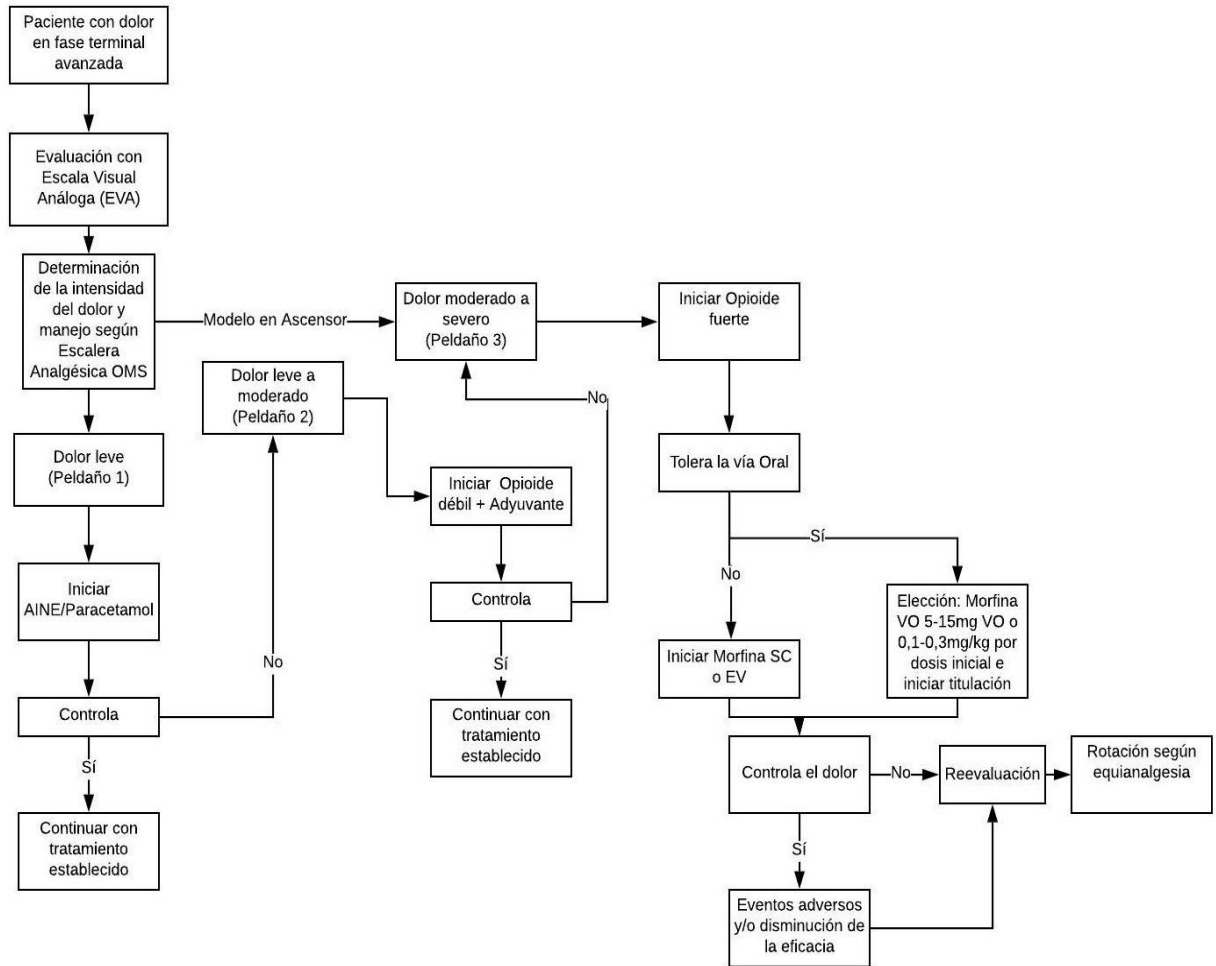 Paciente con dolor
en fase terminal
avanzada
Evaluación con
Escala Visual
Análoga (EVA)
Determinación
de la intensidad
del dolor y
manejo según
Escalera
Analgésica OMS
Modelo en Ascensor
Dolor moderado a
severo
(Peldaño 3)
Iniciar Opioide
fuerte
Dolor leve a
moderado
(Peldaño 2)
No
Dolor leve
(Peldaño 1)
Tolera la vía Oral
Iniciar Opioide
débil + Adyuvante
Sí
No
Iniciar
AINE/Paracetamol
Controla
Elección: Morfina
VO 5-15mg VO o
0,1-0,3mg/kg por
dosis inicial e
iniciar titulación
No
Iniciar Morfina SC
o EV
Sí
Controla
Continuar con
tratamiento
establecido
Sí
Controla el dolor
No
Reevaluación
Rotación según
equianalgesia
Continuar con
tratamiento
establecido
Sí
Eventos adversos
y/o disminución de
la eficacia